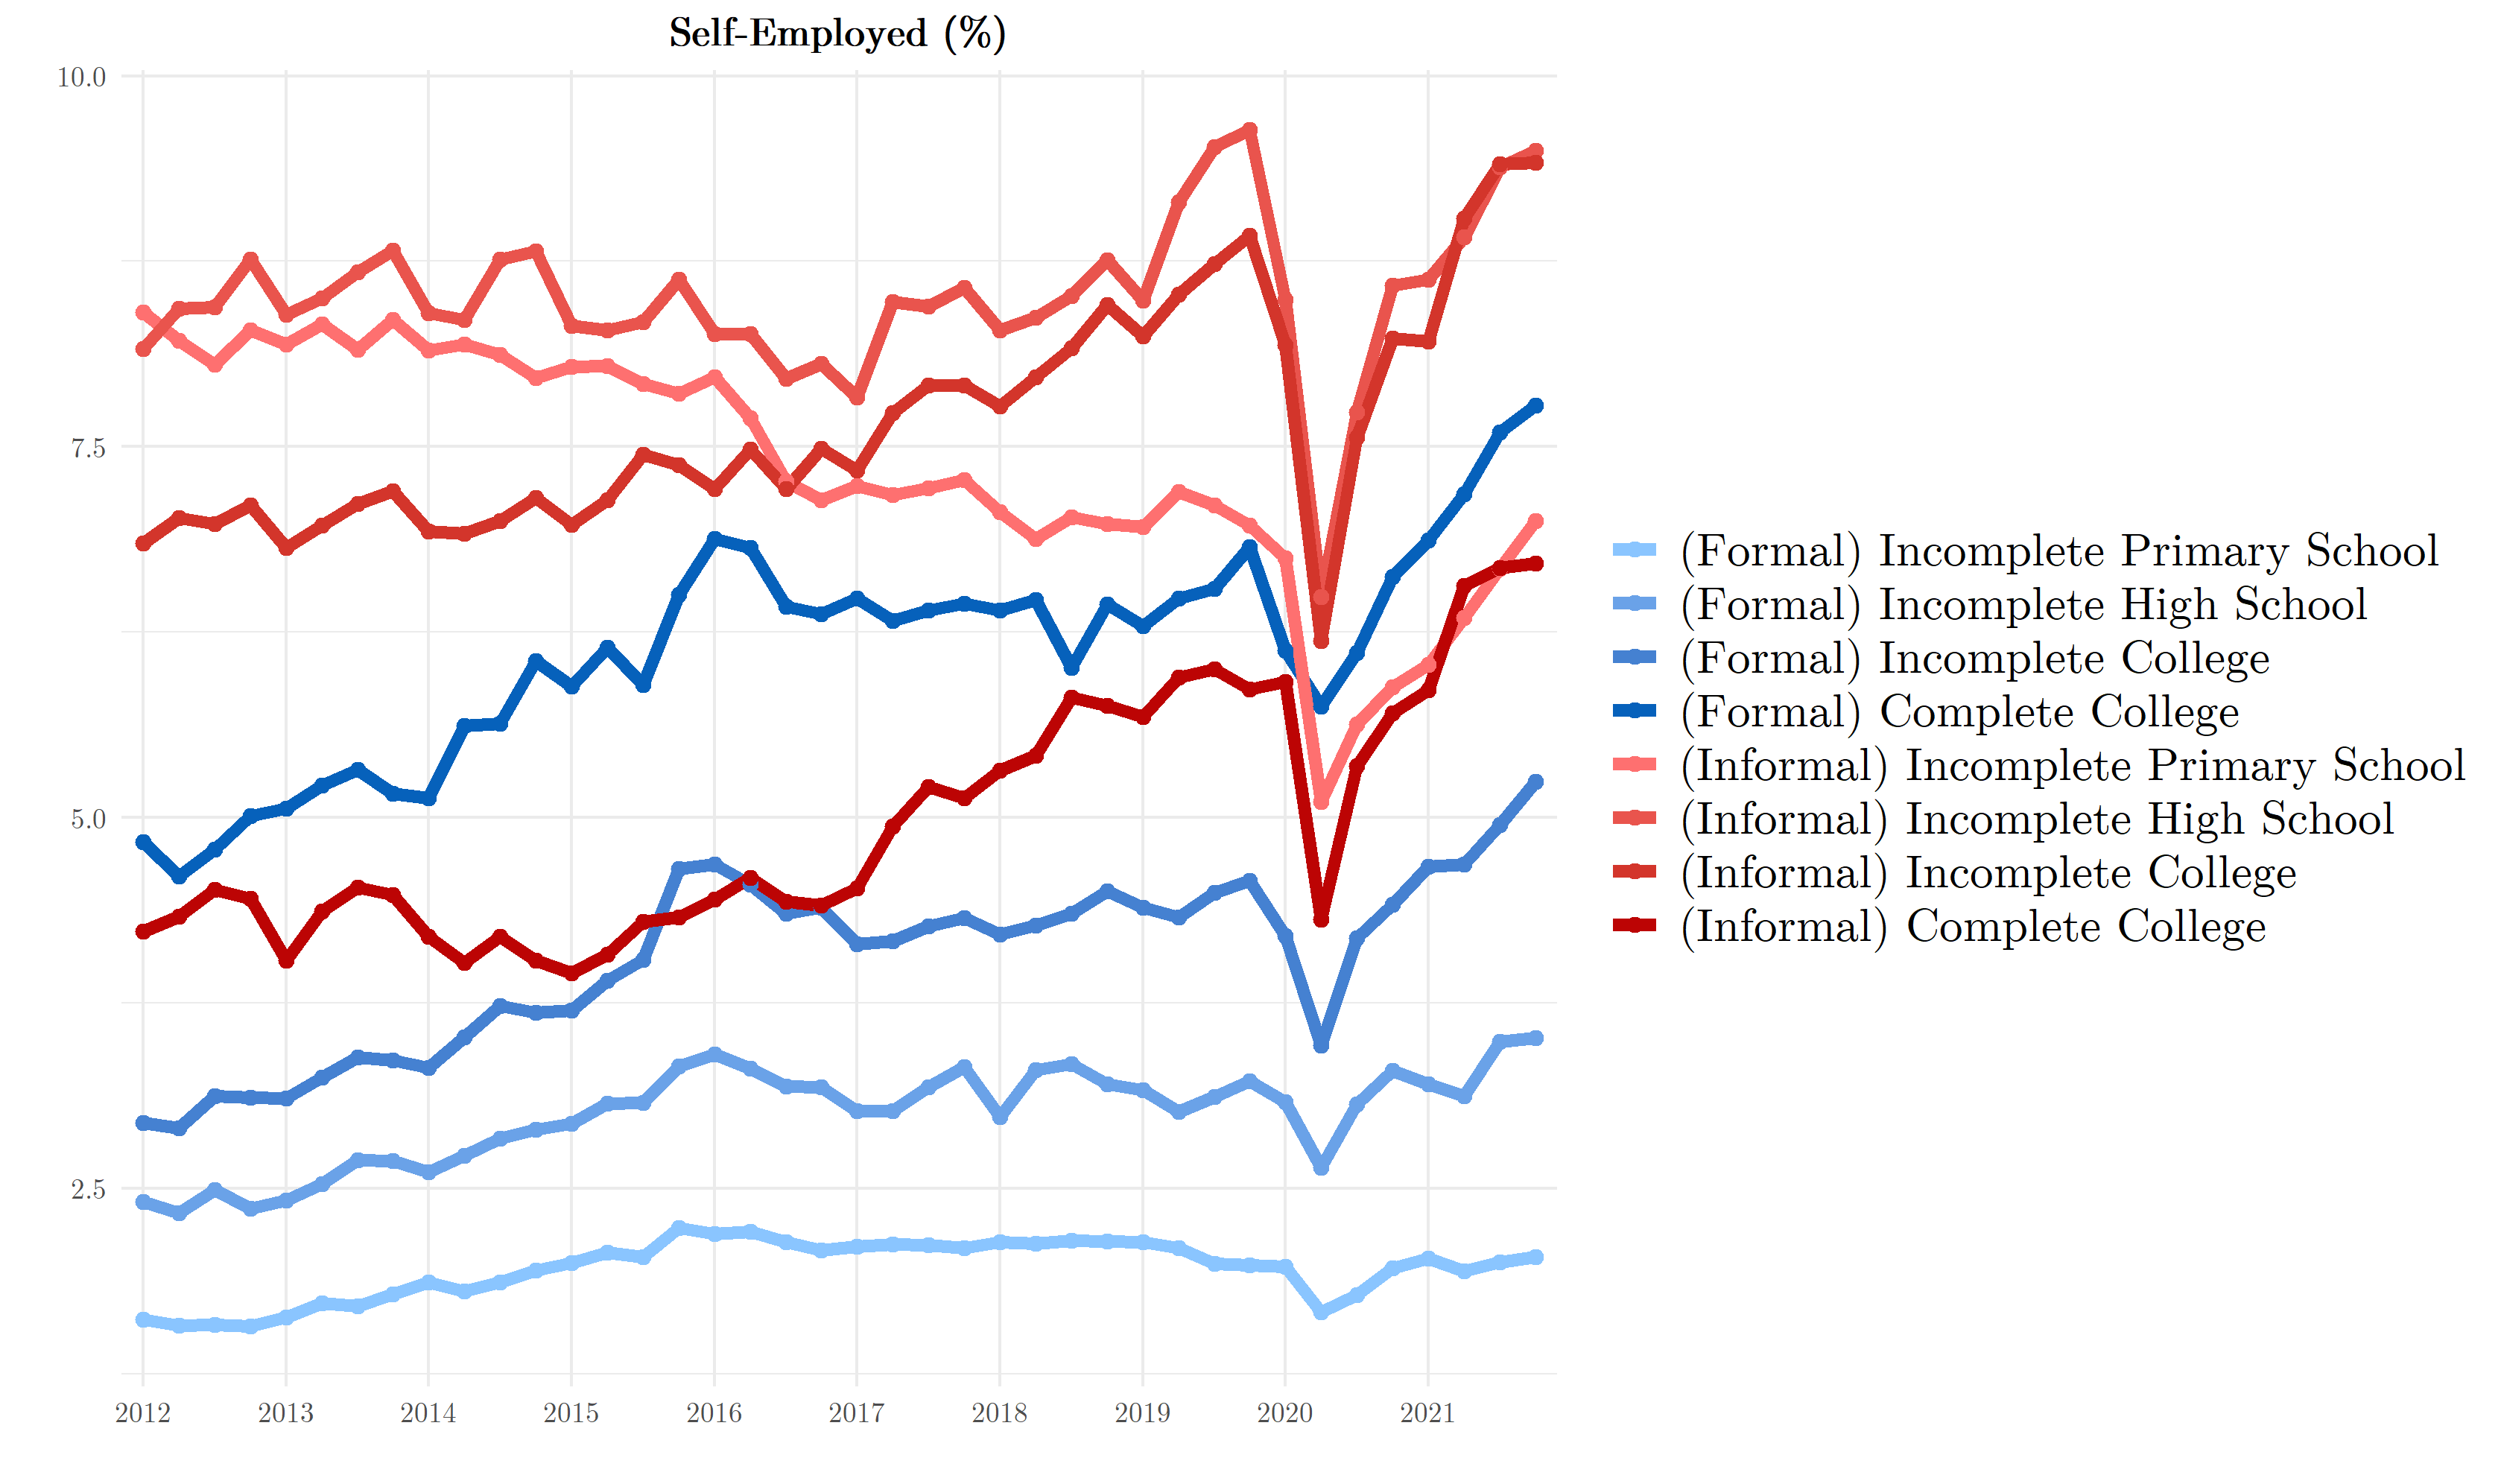 Self-Employed (%)
10.0
7.5
5.0
2.5
2012 2013 2014 2015 2016 2017 2018 2019 2020 2021
(Formal) Incomplete Primary School
(Formal) Incomplete High School
(Formal) Incomplete College
(Formal) Complete College
(Informal) Incomplete Primary School
(Informal) Incomplete High School
(Informal) Incomplete College
(Informal) Complete College